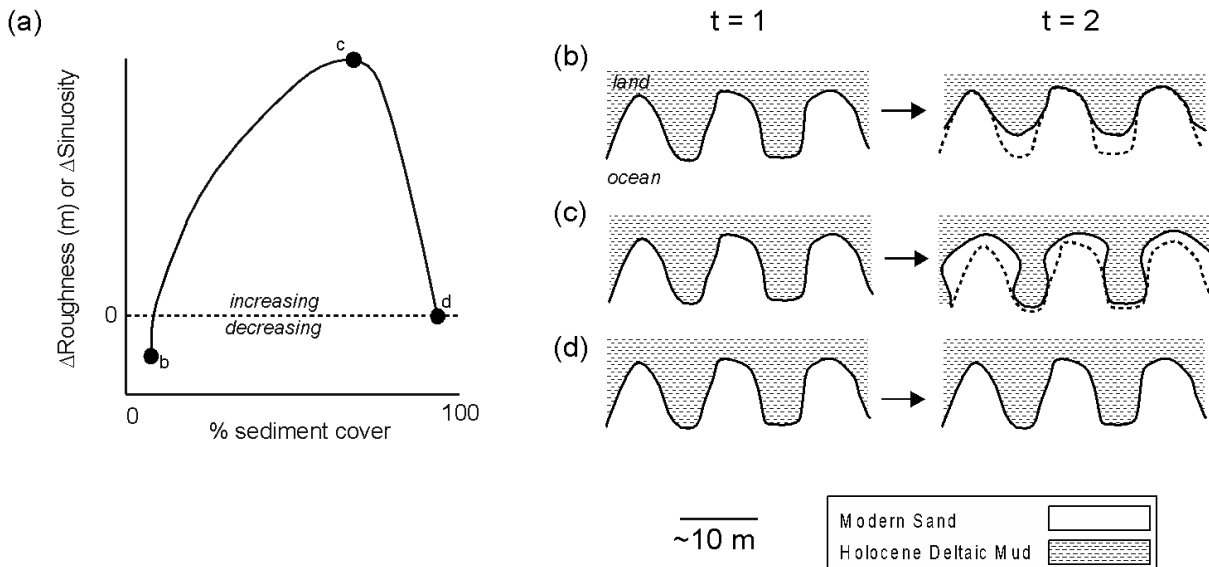 (a)
ΔRoughness (m) or ΔSinuosity
c
0
increasing
decreasing
b
d
0
100
% sediment cover
t = 1
t = 2
(b)
land
ocean
(c)
(d)
~10 m
Modern Sand
Holocene Deltaic Mud